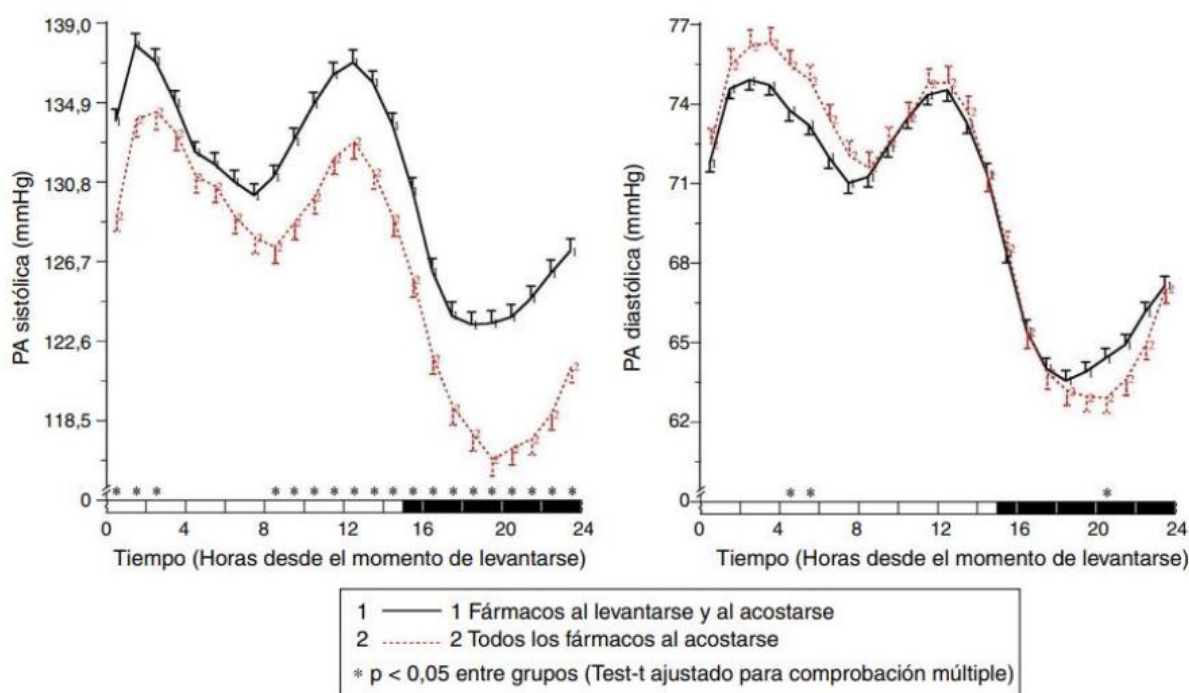 139,0
134,9
130,8
126,7
122,6
118,5
0
PA sistólica (mmHg)
* * * * * * * * * * * * * * * * * * *
0 4 8 12 16 20 24
Tiempo (Horas desde el momento de levantarse)
77
74
71
68
65
62
0
PA diastólica (mmHg)
* * *
0 4 8 12 16 20 24
Tiempo (Horas desde el momento de levantarse)
1 1 Fármacos al levantarse y al acostarse
2 2 Todos los fármacos al acostarse
* p < 0,05 entre grupos (Test-t ajustado para comprobación múltiple)